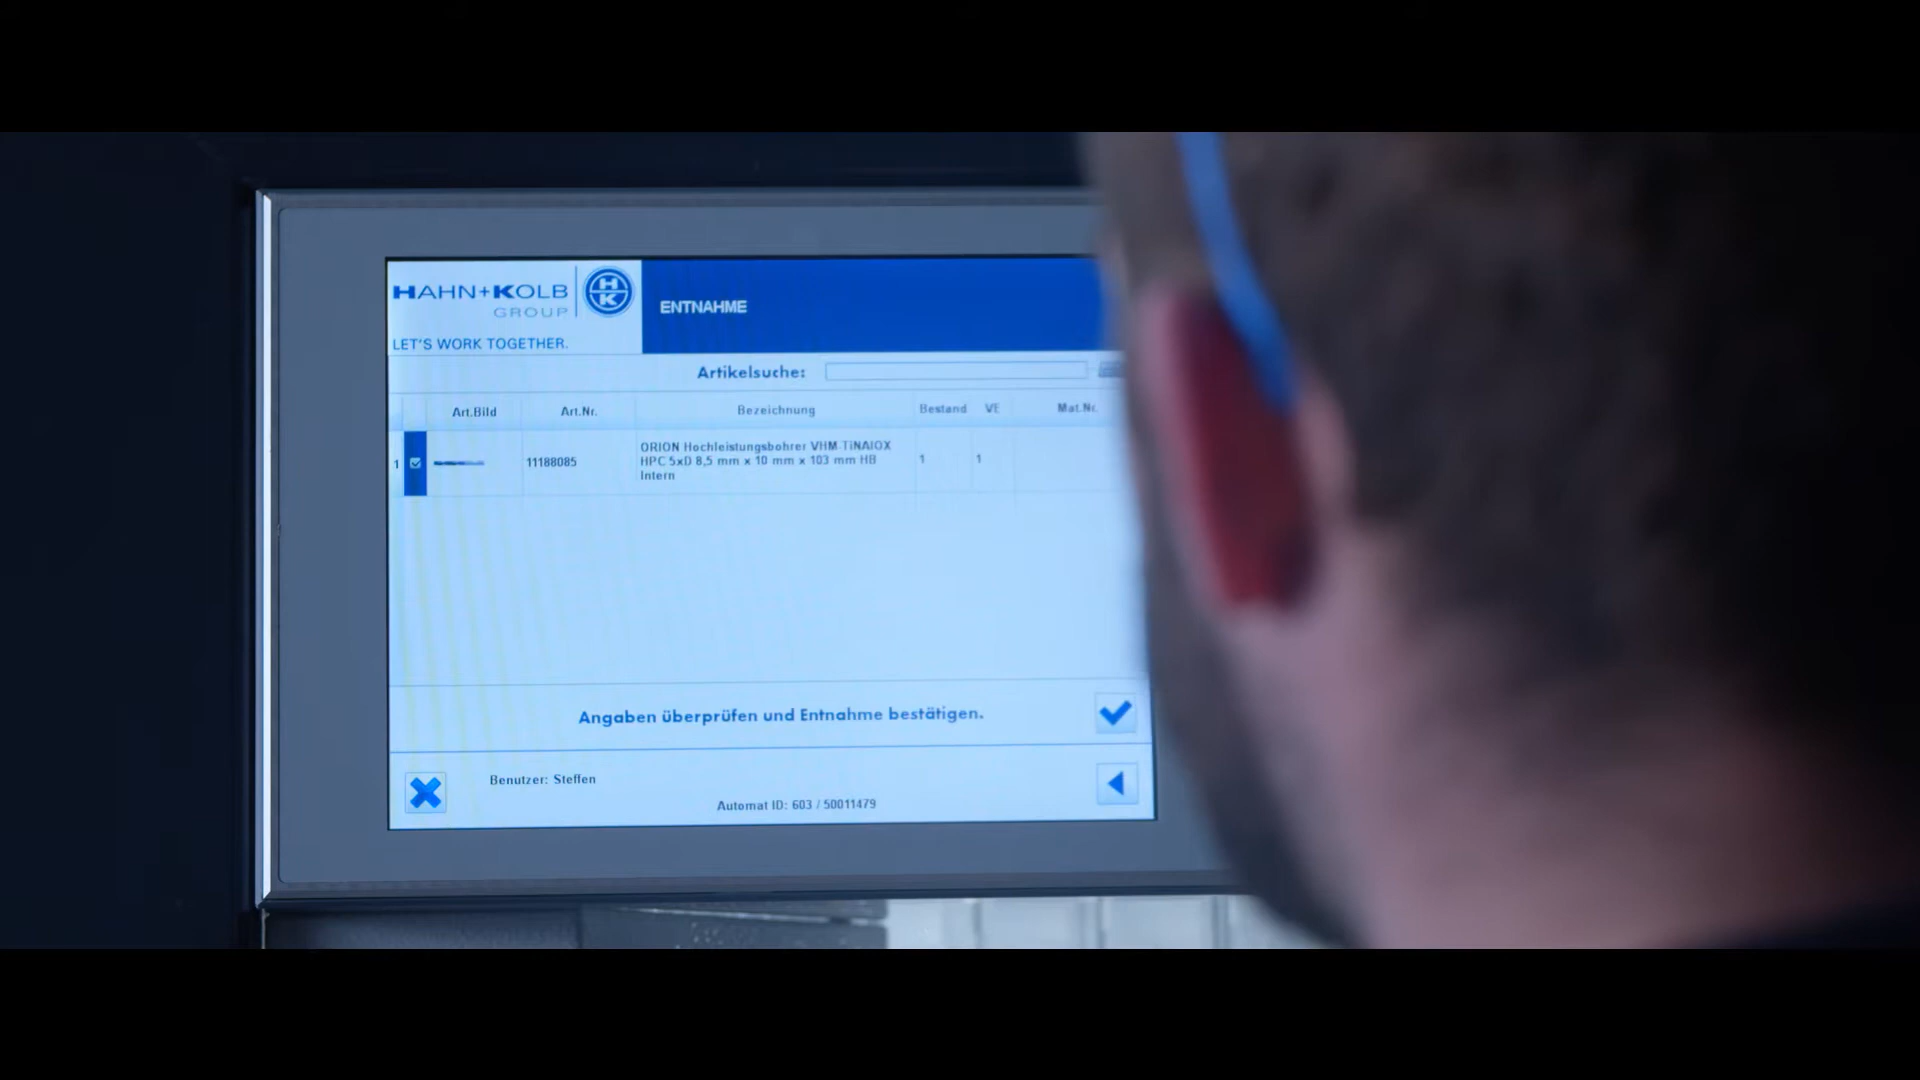 HAHN+KOLB
GROUP
HK
LET'S WORK TOGETHER.
ENTNAHME
Artikelsuche:
Art.Bild Art.Nr. Bezeichnung Bestand VE Mat.Nr.
1 11188085 ORION Hochleistungsbohrer VHM TiNAlOX 1 1
HPC 5xD 8,5 mm x 10 mm x 103 mm HB
Intern
Angaben überprüfen und Entnahme bestätigen.
Benutzer: Steffen
Automat ID: 603 / 50011479